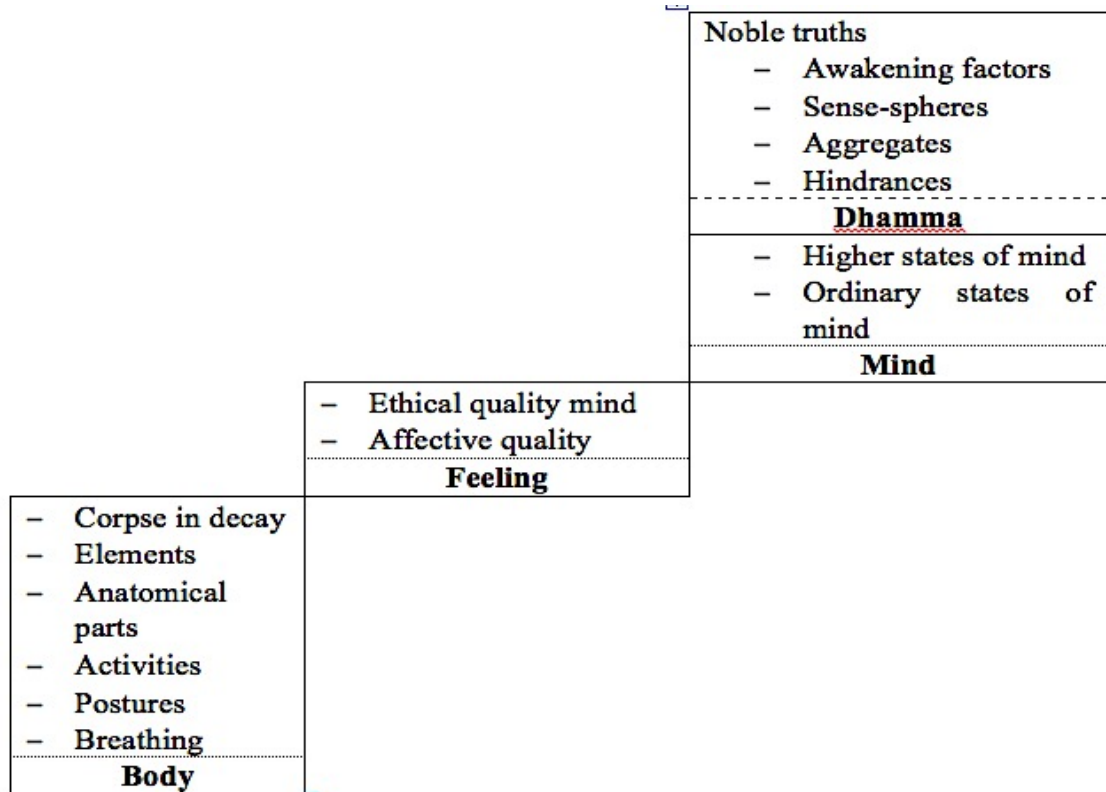 Noble truths
– Awakening factors
– Sense-spheres
– Aggregates
– Hindrances
Dhamma
– Higher states of mind
– Ordinary states of
mind
Mind
– Ethical quality mind
– Affective quality
Feeling
– Corpse in decay
– Elements
– Anatomical
parts
– Activities
– Postures
– Breathing
Body